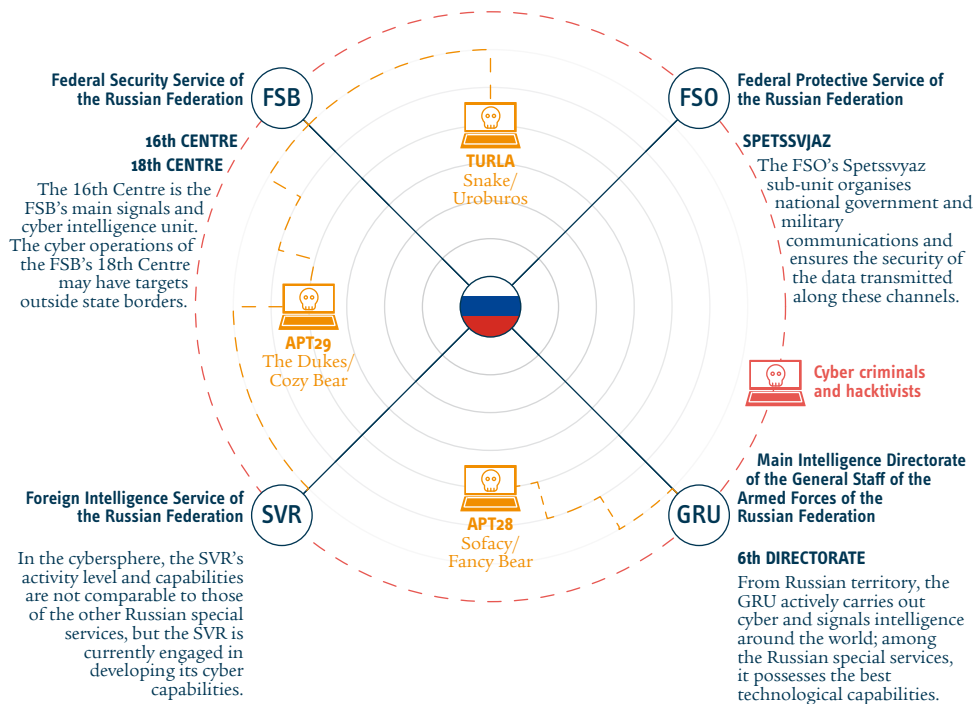 Federal Security Service of
the Russian Federation
FSB
16th CENTRE
18th CENTRE
The 16th Centre is the
FSB's main signals and
cyber intelligence unit.
The cyber operations of
the FSB's 18th Centre
may have targets
outside state borders.
TURLA
Snake/
Uroburos
FSO
Federal Protective Service of
the Russian Federation
SPETSSVJAZ
The FSO's Spetssvyaz
sub-unit organises
national government and
military
communications and
ensures the security of
the data transmitted
along these channels.
APT29
The Dukes/
Cozy Bear
Cyber criminals
and hacktivists
Foreign Intelligence Service of
the Russian Federation
SVR
In the cybersphere, the SVR's
activity level and capabilities
are not comparable to those
of the other Russian special
services, but the SVR is
currently engaged in
developing its cyber
capabilities.
APT28
Sofacy/
Fancy Bear
GRU
Main Intelligence Directorate
of the General Staff of the
Armed Forces of the
Russian Federation
6th DIRECTORATE
From Russian territory, the
GRU actively carries out
cyber and signals intelligence
around the world; among
the Russian special services,
it possesses the best
technological capabilities.